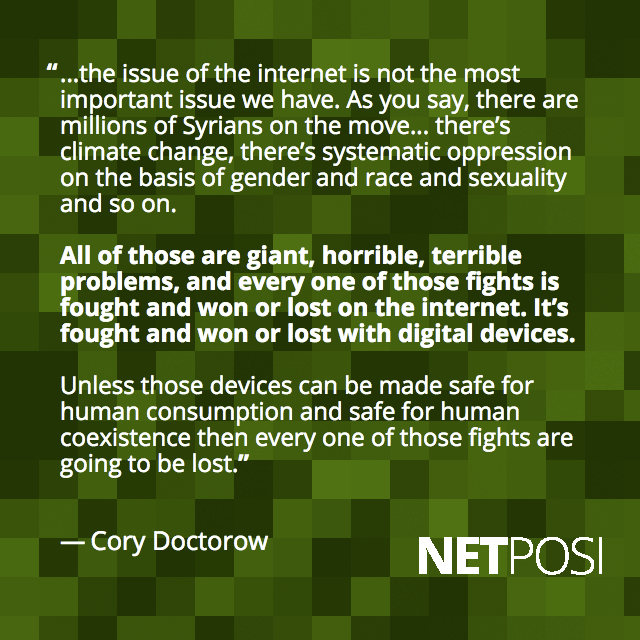 “…the issue of the internet is not the most
important issue we have. As you say, there are
millions of Syrians on the move... there’s
climate change, there’s systematic oppression
on the basis of gender and race and sexuality
and so on.
All of those are giant, horrible, terrible
problems, and every one of those fights is
fought and won or lost on the internet. It’s
fought and won or lost with digital devices.
Unless those devices can be made safe for
human consumption and safe for human
coexistence then every one of those fights are
going to be lost.”
— Cory Doctorow
NETPOSI